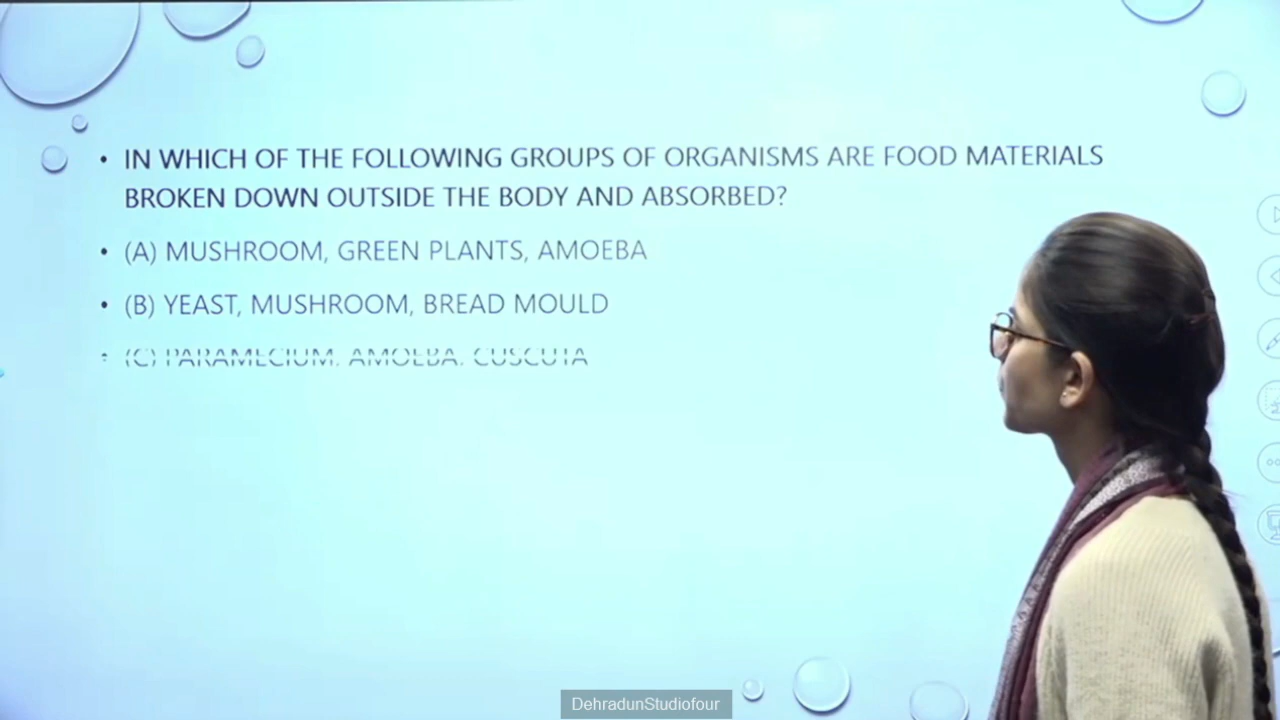 • IN WHICH OF THE FOLLOWING GROUPS OF ORGANISMS ARE FOOD MATERIALS
BROKEN DOWN OUTSIDE THE BODY AND ABSORBED?
• (A) MUSHROOM, GREEN PLANTS, AMOEBA
• (B) YEAST, MUSHROOM, BREAD MOULD
• (C) PARAMECIUM, AMOEBA, CUSCUTA
DehradunStudiofour